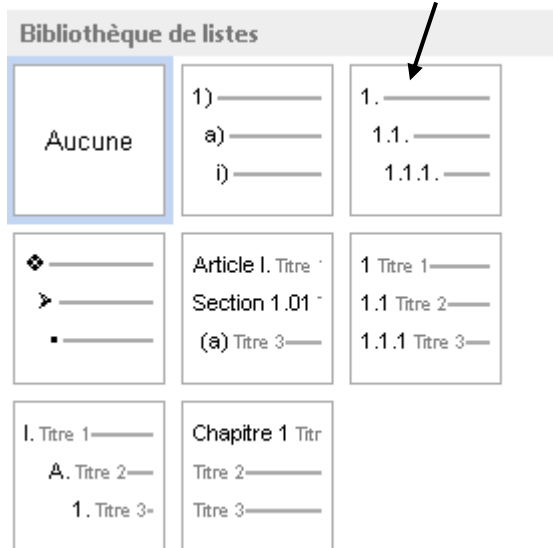 Bibliothèque de listes
Aucune
1)
a)
i)
1.
1.1.
1.1.1.
Article I. Titre
Section 1.01
(a) Titre 3
1 Titre 1
1.1 Titre 2
1.1.1 Titre 3
I. Titre 1
A. Titre 2
1. Titre 3
Chapitre 1 Titr
Titre 2
Titre 3